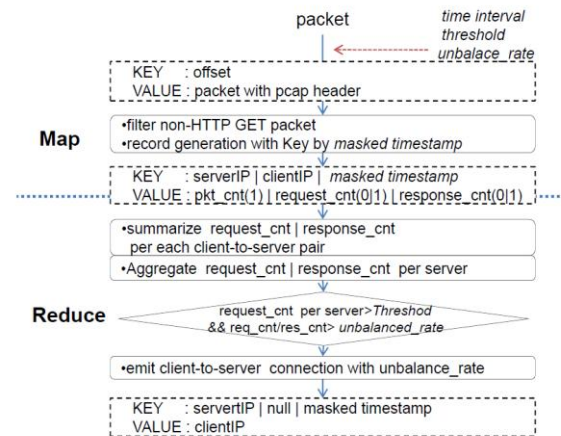 packet
time interval
threshold
unbalace_rate
KEY : offset
VALUE : packet with pcap header
Map
•filter non-HTTP GET packet
•record generation with Key by masked timestamp
KEY : serverIP | clientIP | masked timestamp
VALUE : pkt_cnt(1) | request_cnt(0|1) | response_cnt(0|1)
•summarize request_cnt | response_cnt
per each client-to-server pair
•Aggregate request_cnt | response_cnt per server
Reduce
request_cnt per server>Threshod
&& req_cnt/res_cnt> unbalanced_rate
•emit client-to-server connection with unbalance_rate
KEY : servertIP | null | masked timestamp
VALUE : clientIP